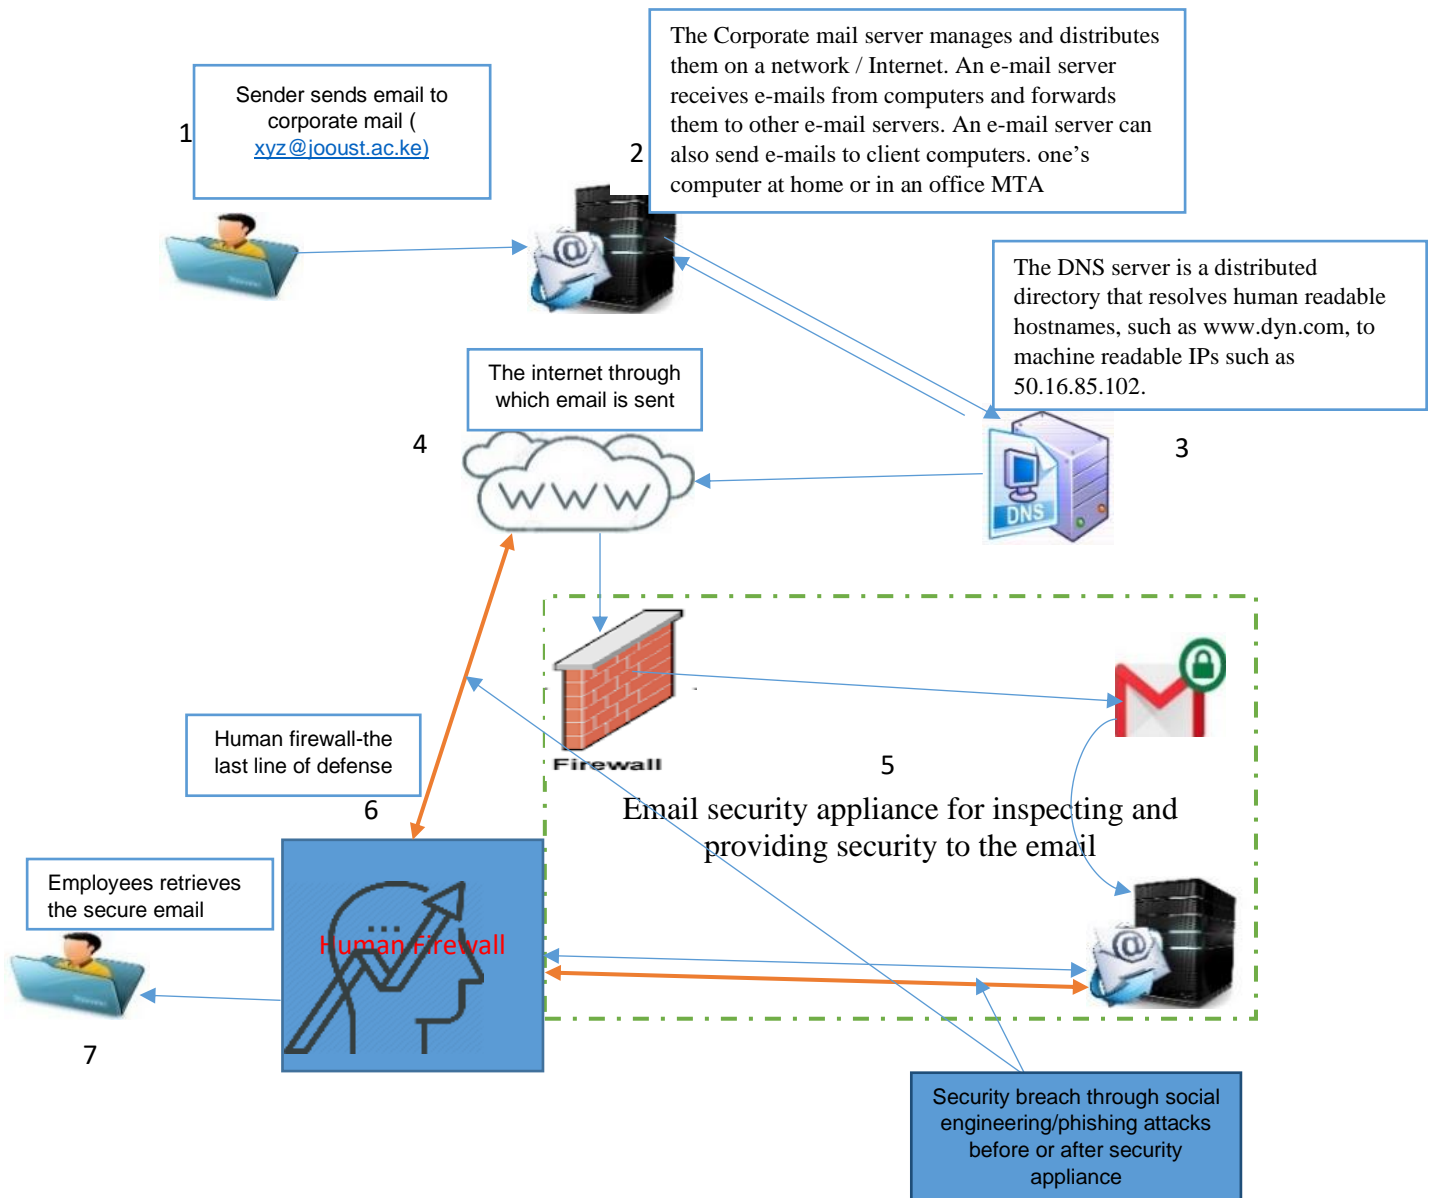 The Corporate mail server manages and distributes
them on a network / Internet. An e-mail server
receives e-mails from computers and forwards
them to other e-mail servers. An e-mail server can
also send e-mails to client computers. one’s
computer at home or in an office MTA
Sender sends email to
corporate mail (
xyz@jooust.ac.ke)
1
2
@
The DNS server is a distributed
directory that resolves human readable
hostnames, such as www.dyn.com, to
machine readable IPs such as
50.16.85.102.
The internet through
which email is sent
4
3
WWW
DNS
Firewall
5
Email security appliance for inspecting and
providing security to the email
Human firewall-the
last line of defense
6
Employees retrieves
the secure email
...
Human Firewall
@
7
Security breach through social
engineering/phishing attacks
before or after security
appliance